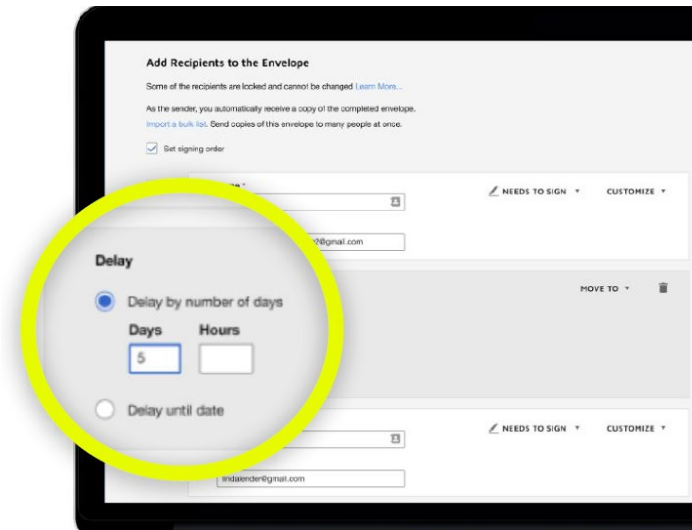 Add Recipients to the Envelope
Some of the recipients are locked and cannot be changed Learn More...
As the sender, you automatically receive a copy of the completed envelope.
Import a bulk list. Send copies of this envelope to many people at once.
Set signing order
NEEDS TO SIGN
CUSTOMIZE
2@gmail.com
Delay
MOVE TO
Delay by number of days
Days Hours
5
Delay until date
NEEDS TO SIGN
CUSTOMIZE
lindalender@gmail.com